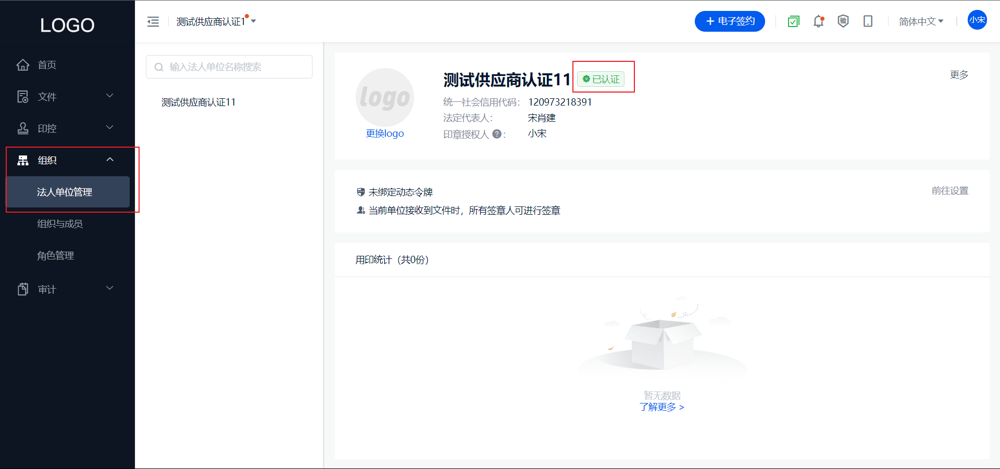 LOGO
首页
文件
印控
组织
法人单位管理
组织与成员
角色管理
审计
测试供应商认证1
电子签约
验
简体中文
小宋
输入法人单位名称搜索
测试供应商认证11
logo
更换logo
测试供应商认证11
已认证
更多
统一社会信用代码： 120973218391
法定代表人： 宋肖建
印章授权人 ? ： 小宋
未绑定动态令牌
前往设置
当前单位接收到文件时，所有签章人可进行签章
用印统计（共0份）
暂无数据
了解更多 >